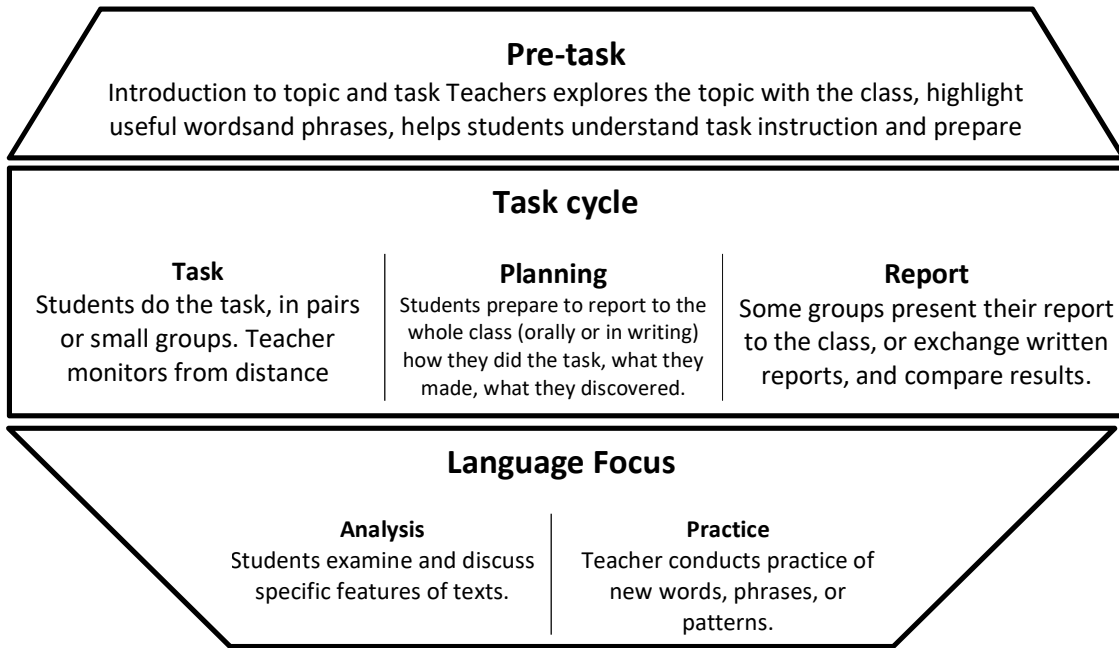 Pre-task
Introduction to topic and task Teachers explores the topic with the class, highlight
useful wordsand phrases, helps students understand task instruction and prepare
Task cycle
Task
Students do the task, in pairs
or small groups. Teacher
monitors from distance
Planning
Students prepare to report to the
whole class (orally or in writing)
how they did the task, what they
made, what they discovered.
Report
Some groups present their report
to the class, or exchange written
reports, and compare results.
Language Focus
Analysis
Students examine and discuss
specific features of texts.
Practice
Teacher conducts practice of
new words, phrases, or
patterns.